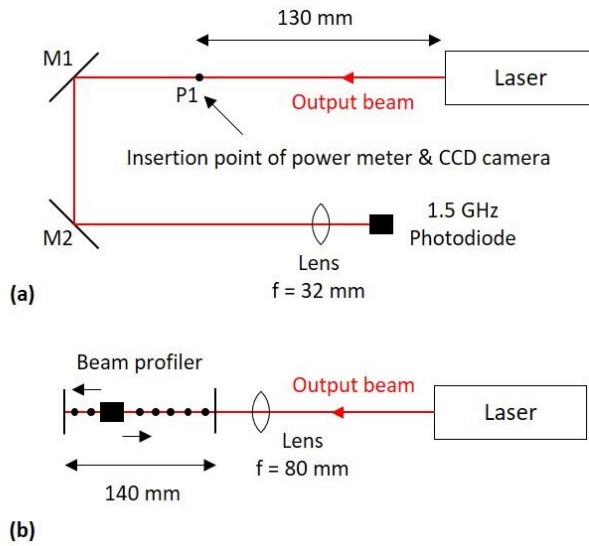 130 mm
M1
Laser
P1
Output beam
Insertion point of power meter & CCD camera
1.5 GHz
Photodiode
M2
Lens
f = 32 mm
(a)
Beam profiler
Output beam
Laser
Lens
f = 80 mm
140 mm
(b)